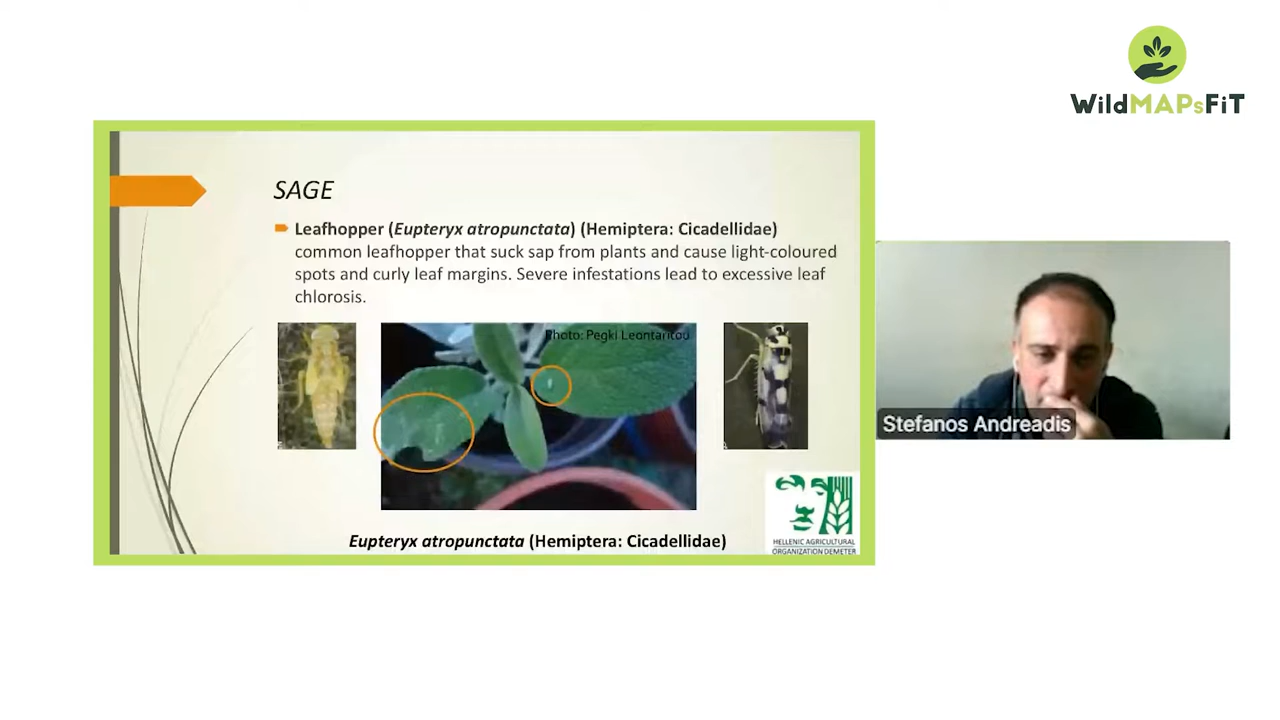 WildMAPsFiT
SAGE
Leafhopper (Eupteryx atropunctata) (Hemiptera: Cicadellidae)
common leafhopper that suck sap from plants and cause light-coloured
spots and curly leaf margins. Severe infestations lead to excessive leaf
chlorosis.
Photo: Pegki Leontaritou
Stefanos Andreadis
Eupteryx atropunctata (Hemiptera: Cicadellidae)
HELLENIC AGRICULTURAL
ORGANIZATION DEMETER